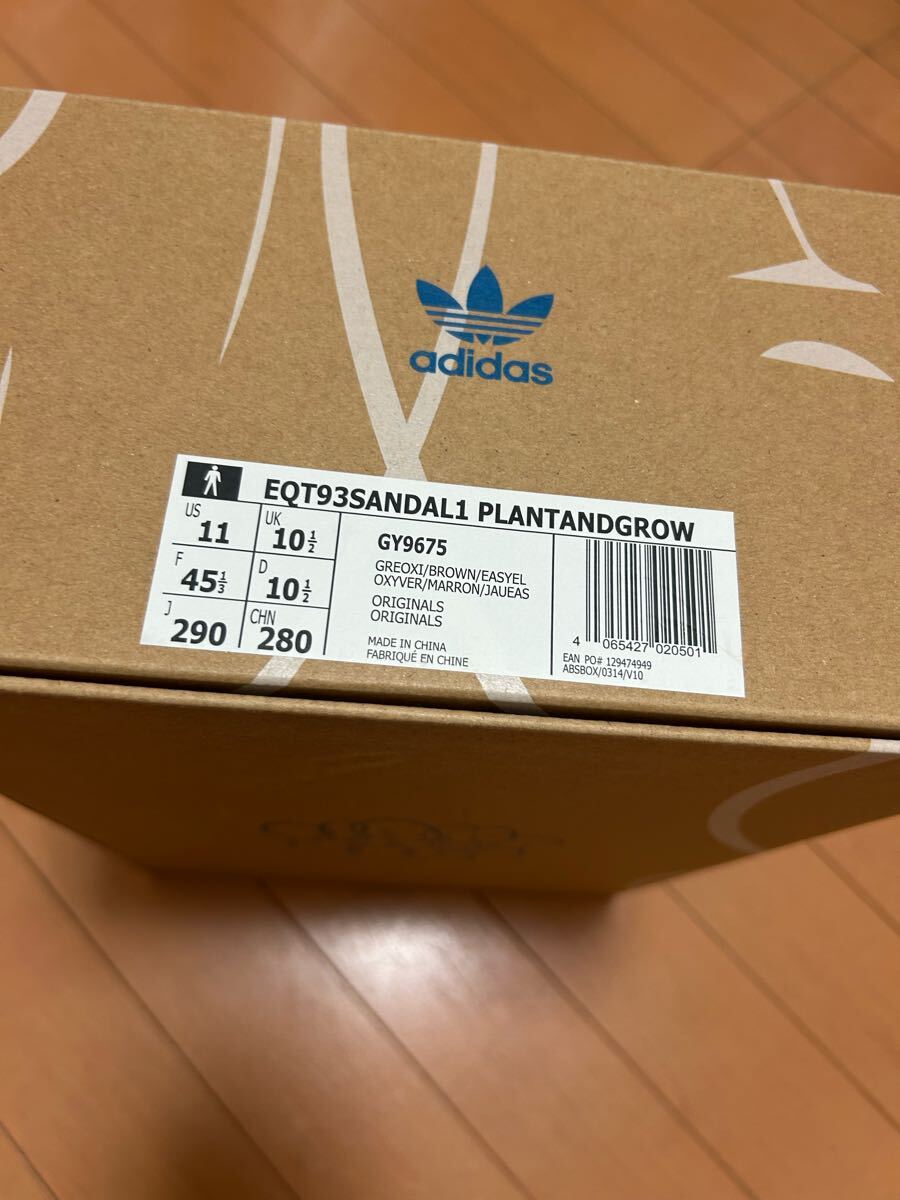 adidas
EQT93SANDAL1 PLANTANDGROW
US 11
UK 10½
F 45⅓
D 10½
J 290
CHN 280
GY9675
GREOXI/BROWN/EASYEL
OXYVER/MARRON/JAUEAS
ORIGINALS
ORIGINALS
MADE IN CHINA
FABRIQUÉ EN CHINE
4 065427 020501
EAN PO# 129474949
ABSBOX/0314/V10